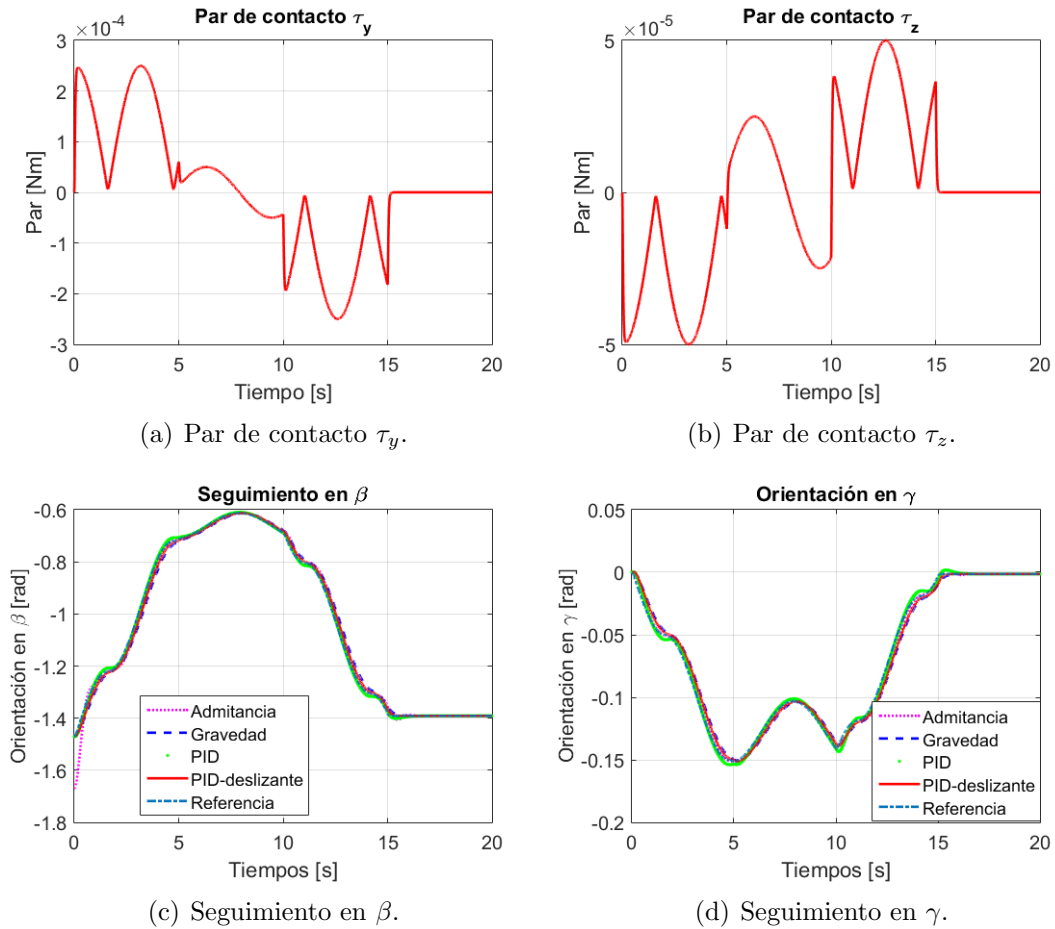 Par de contacto τy
×10-4
3
2
1
0
-1
-2
-3
Par [Nm]
0
5
10
15
20
Tiempo [s]
(a) Par de contacto τy.
Par de contacto τz
×10-5
5
0
-5
Par [Nm]
0
5
10
15
20
Tiempo [s]
(b) Par de contacto τz.
Seguimiento en β
-0.6
-0.8
-1
-1.2
-1.4
-1.6
-1.8
Orientación en β [rad]
Admitancia
Gravedad
PID
PID-deslizante
Referencia
0
5
10
15
20
Tiempos [s]
(c) Seguimiento en β.
Orientación en γ
0.05
0
-0.05
-0.1
-0.15
-0.2
Orientación en γ [rad]
Admitancia
Gravedad
PID
PID-deslizante
Referencia
0
5
10
15
20
Tiempos [s]
(d) Seguimiento en γ.